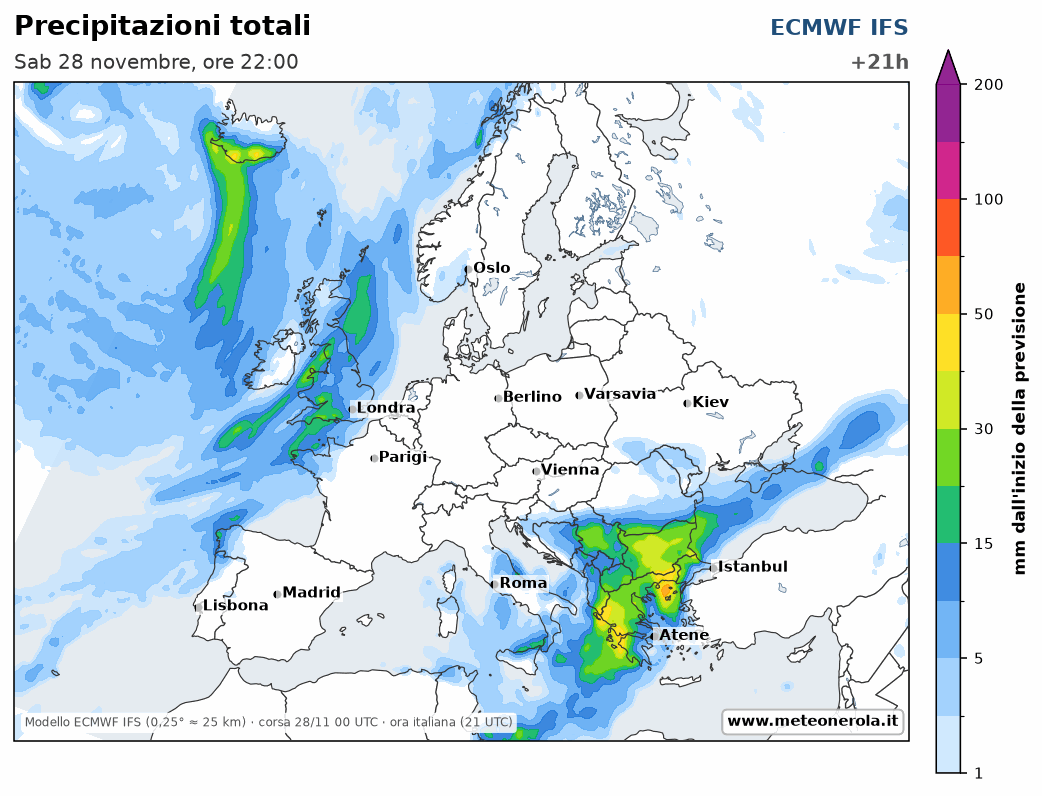 Precipitazioni totali
ECMWF IFS
Sab 28 novembre, ore 22:00
+21h
200
100
50
30
15
5
1
mm dall'inizio della previsione
Oslo
Berlino
Varsavia
Kiev
Londra
Parigi
Vienna
Istanbul
Roma
Madrid
Lisbona
Atene
Modello ECMWF IFS (0,25° ≈ 25 km) · corsa 28/11 00 UTC · ora italiana (21 UTC)
www.meteonerola.it